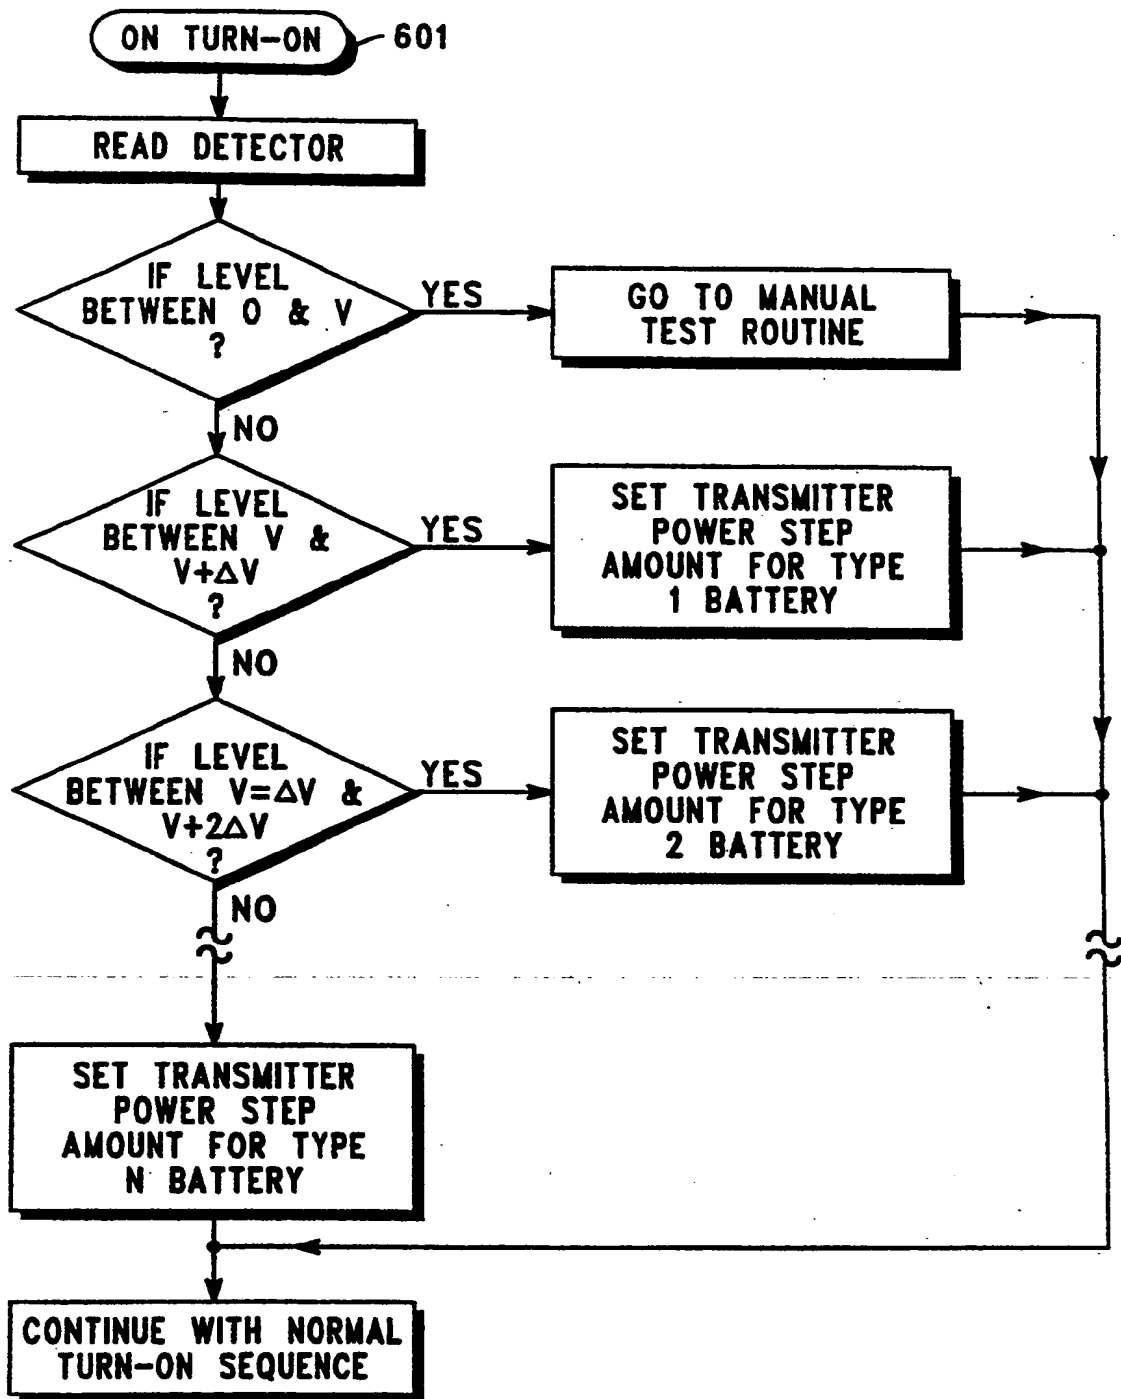 ON TURN-ON
601
READ DETECTOR
IF LEVEL
BETWEEN 0 & V
?
YES
GO TO MANUAL
TEST ROUTINE
NO
IF LEVEL
BETWEEN V &
V+ΔV
?
YES
SET TRANSMITTER
POWER STEP
AMOUNT FOR TYPE
1 BATTERY
NO
IF LEVEL
BETWEEN V=ΔV &
V+2ΔV
?
YES
SET TRANSMITTER
POWER STEP
AMOUNT FOR TYPE
2 BATTERY
NO
SET TRANSMITTER
POWER STEP
AMOUNT FOR TYPE
N BATTERY
CONTINUE WITH NORMAL
TURN-ON SEQUENCE